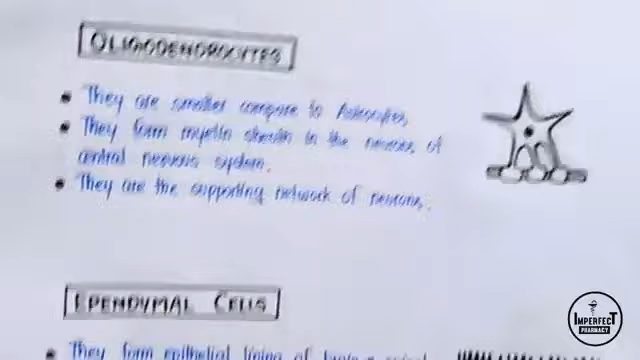 OLIGODENDROCYTES
• They are smaller compare to Astrocytes
• They form myelin sheath in the neurons of
central nervous system.
• They are the supporting network of neurons.
EPENDYMAL CELLS
• They form epithelial lining of
IMPERFECT
PHARMACY